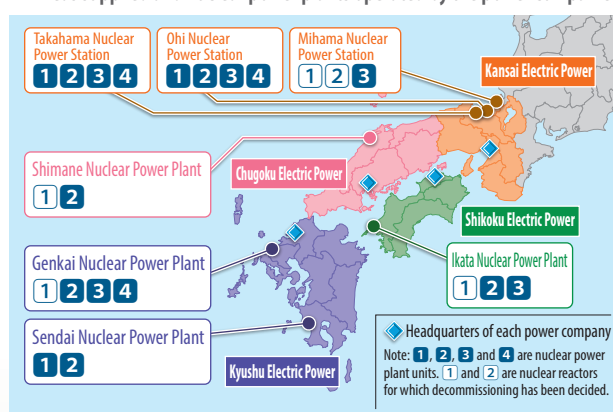 Takahama Nuclear
Power Station
1 2 3 4
Ohi Nuclear
Power Station
1 2 3 4
Mihama Nuclear
Power Station
1 2 3
Kansai Electric Power
Shimane Nuclear Power Plant
1 2
Chugoku Electric Power
Shikoku Electric Power
Genkai Nuclear Power Plant
1 2 3 4
Ikata Nuclear Power Plant
1 2 3
Sendai Nuclear Power Plant
1 2
Kyushu Electric Power
Headquarters of each power company
Note: 1, 2, 3 and 4 are nuclear power
plant units. 1 and 2 are nuclear reactors
for which decommissioning has been decided.